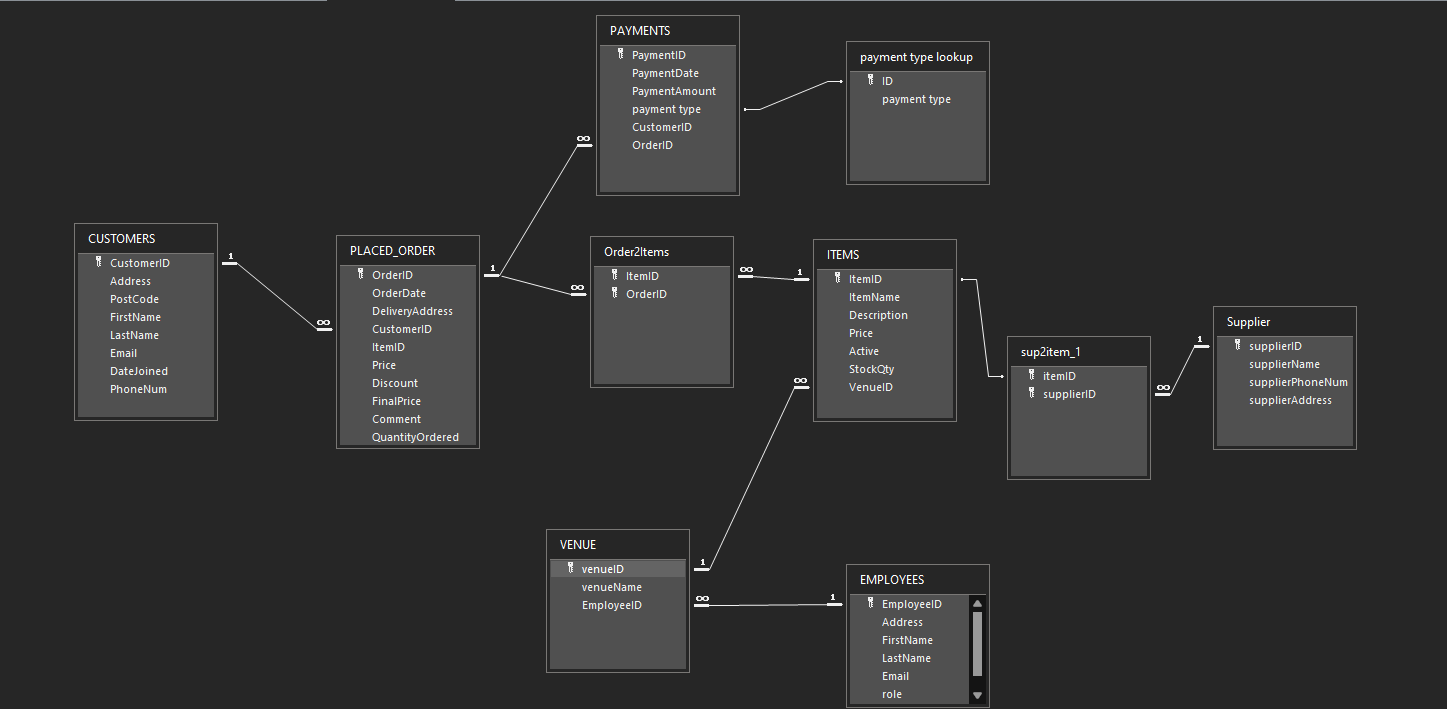 PAYMENTS
PaymentID
PaymentDate
PaymentAmount
payment type
CustomerID
OrderID
payment type lookup
ID
payment type
CUSTOMERS
CustomerID
Address
PostCode
FirstName
LastName
Email
DateJoined
PhoneNum
PLACED_ORDER
OrderID
OrderDate
DeliveryAddress
CustomerID
ItemID
Price
Discount
FinalPrice
Comment
QuantityOrdered
Order2Items
ItemID
OrderID
ITEMS
ItemID
ItemName
Description
Price
Active
StockQty
VenueID
sup2item_1
itemID
supplierID
Supplier
supplierID
supplierName
supplierPhoneNum
supplierAddress
VENUE
venueID
venueName
EmployeeID
EMPLOYEES
EmployeeID
Address
FirstName
LastName
Email
role
1
∞
1
∞
∞
∞
1
∞
1
∞
1
∞
1